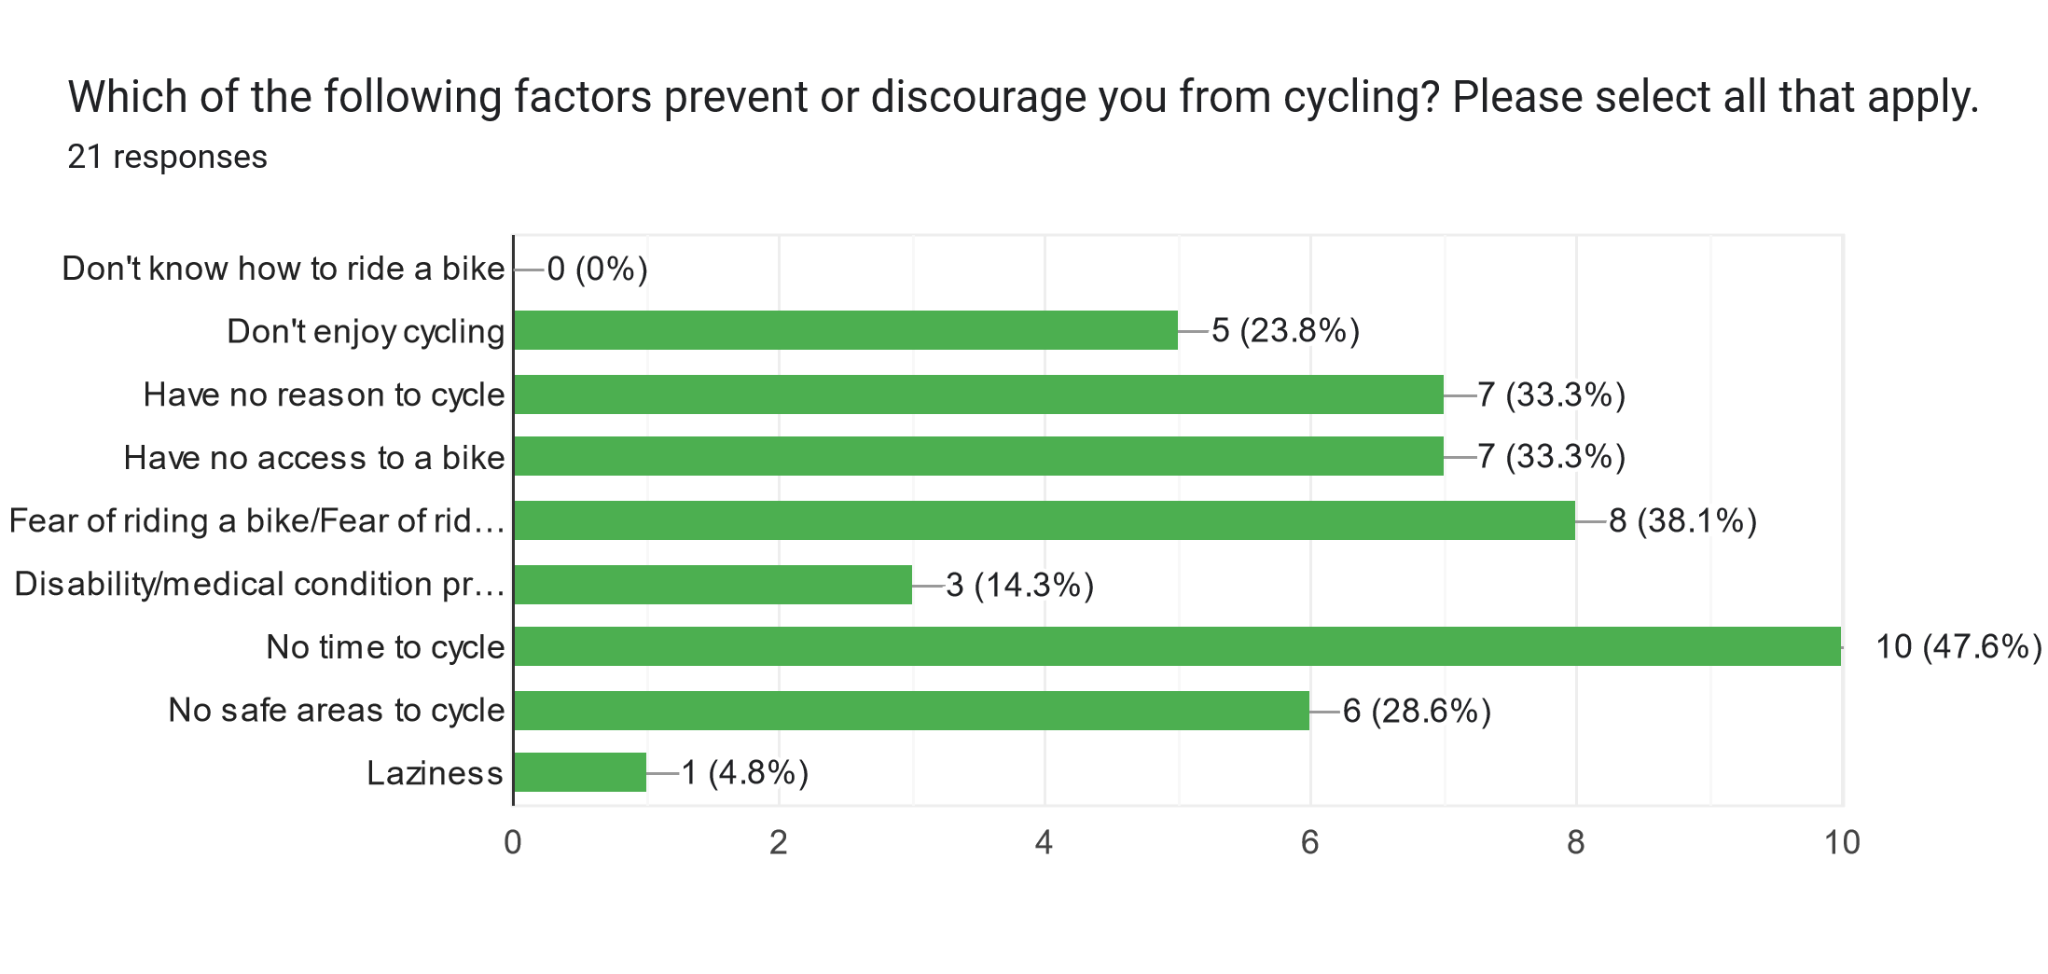 Which of the following factors prevent or discourage you from cycling? Please select all that apply.
21 responses
Don't know how to ride a bike 0 (0%)
Don't enjoy cycling 5 (23.8%)
Have no reason to cycle 7 (33.3%)
Have no access to a bike 7 (33.3%)
Fear of riding a bike/Fear of rid… 8 (38.1%)
Disability/medical condition pr… 3 (14.3%)
No time to cycle 10 (47.6%)
No safe areas to cycle 6 (28.6%)
Laziness 1 (4.8%)
0 2 4 6 8 10